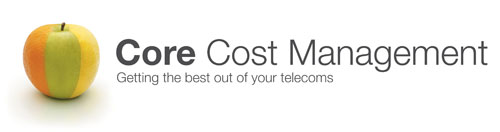 Core Cost Management
Getting the best out of your telecoms